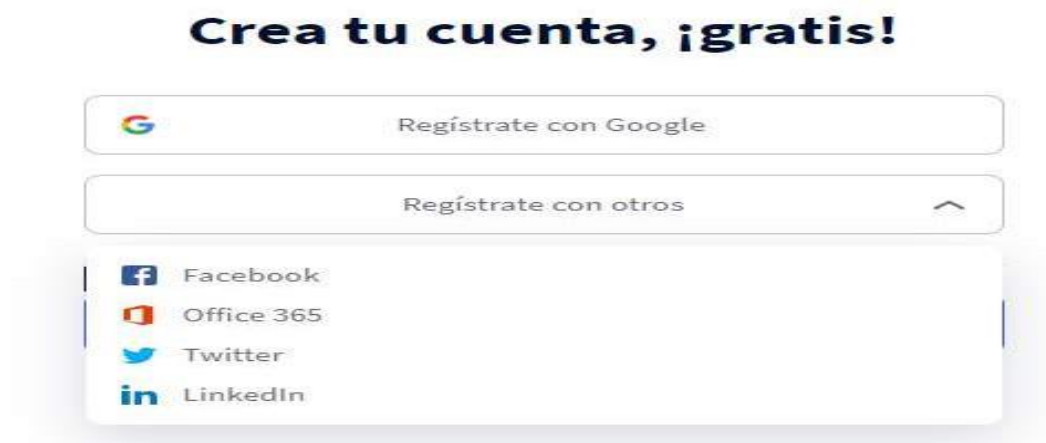 Crea tu cuenta, ¡gratis!
Regístrate con Google
Regístrate con otros
Facebook
Office 365
Twitter
LinkedIn